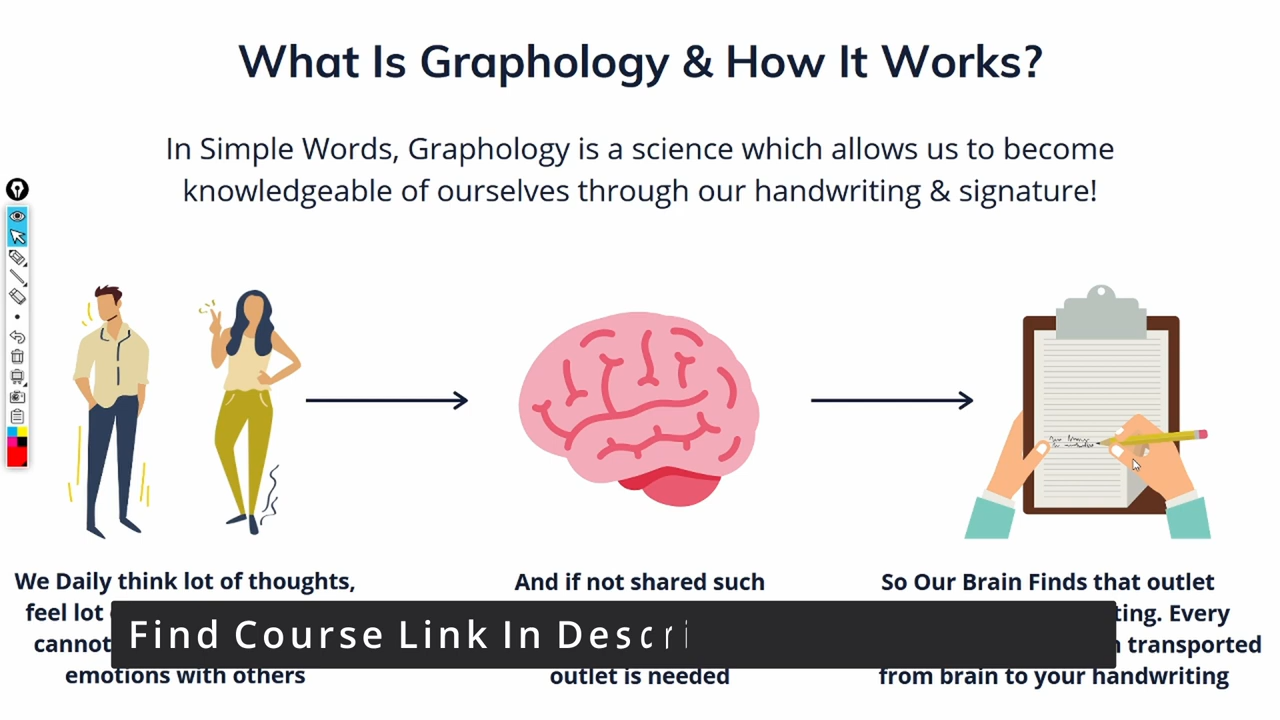 What Is Graphology & How It Works?
In Simple Words, Graphology is a science which allows us to become
knowledgeable of ourselves through our handwriting & signature!
We Daily think lot of thoughts,
feel lot
cannot
emotions with others
And if not shared such
outlet is needed
So Our Brain Finds that outlet
Every
transported
from brain to your handwriting
Find Course Link In Descri